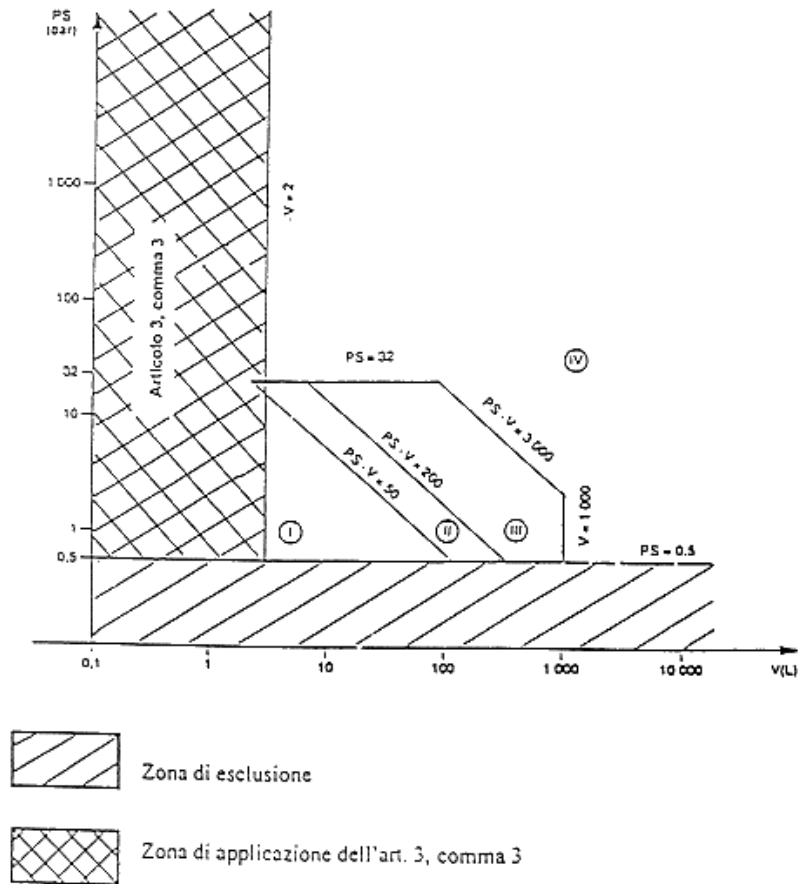 PS
(bar)
1 000
100
32
10
1
0,5
Articolo 3, comma 3
V = 2
PS = 32
IV
PS · V = 3 000
PS · V = 200
PS · V = 50
I
II
III
V = 1 000
PS = 0.5
0,1
1
10
100
1 000
10 000
V(L)
Zona di esclusione
Zona di applicazione dell'art. 3, comma 3